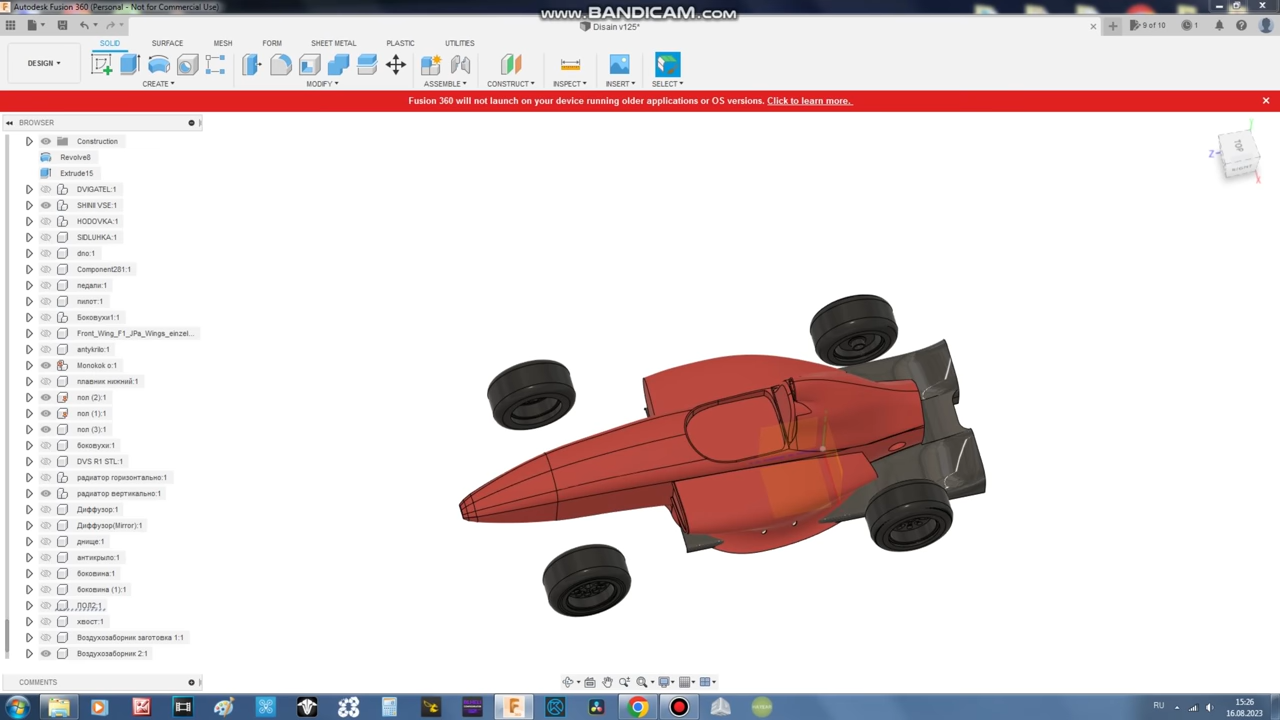 Autodesk Fusion 360 (Personal - Not for Commercial Use)
www.BANDICAM.com
Disain v125*
9 of 10
1
SOLID
SURFACE
MESH
FORM
SHEET METAL
PLASTIC
UTILITIES
DESIGN
CREATE
MODIFY
ASSEMBLE
CONSTRUCT
INSPECT
INSERT
SELECT
Fusion 360 will not launch on your device running older applications or OS versions. Click to learn more.
BROWSER
Construction
Revolve8
Extrude15
DVIGATEL:1
SHINII VSE:1
HODOVKA:1
SIDLUHKA:1
dno:1
Component281:1
педали:1
пилот:1
Боковухи1:1
Front_Wing_F1_JPa_Wings_einzel...
antykrilo:1
Monokok o:1
плавник нижний:1
пол (2):1
пол (1):1
пол (3):1
боковухи:1
DVS R1 STL:1
радиатор горизонтально:1
радиатор вертикально:1
Диффузор:1
Диффузор(Mirror):1
днище:1
антикрыло:1
боковина:1
боковина (1):1
ПОЛ2:1
хвост:1
Воздухозаборник заготовка 1:1
Воздухозаборник 2:1
TOP
Z
X
COMMENTS
RU
15:26
16.08.2023